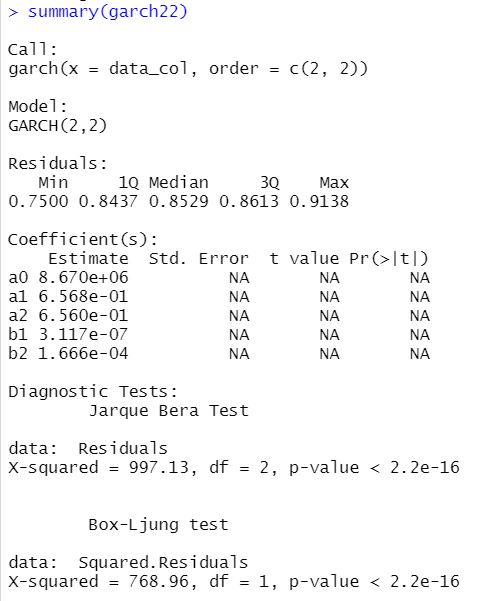 > summary(garch22)
Call:
garch(x = data_col, order = c(2, 2))
Model:
GARCH(2,2)
Residuals:
   Min     1Q Median     3Q    Max
0.7500 0.8437 0.8529 0.8613 0.9138
Coefficient(s):
    Estimate  Std. Error  t value Pr(>|t|)
a0 8.670e+06          NA       NA       NA
a1 6.568e-01          NA       NA       NA
a2 6.560e-01          NA       NA       NA
b1 3.117e-07          NA       NA       NA
b2 1.666e-04          NA       NA       NA
Diagnostic Tests:
        Jarque Bera Test
data:  Residuals
X-squared = 997.13, df = 2, p-value < 2.2e-16
        Box-Ljung test
data:  Squared.Residuals
X-squared = 768.96, df = 1, p-value < 2.2e-16